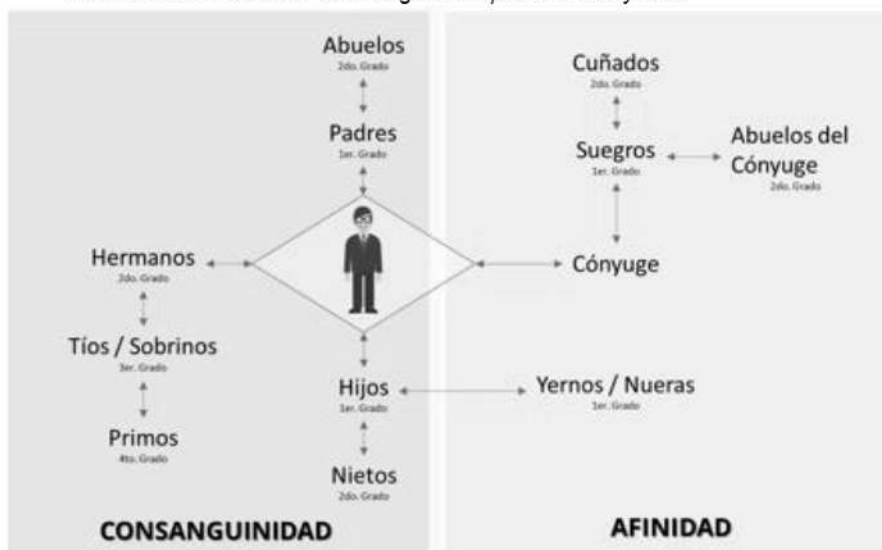 Abuelos
2do. Grado
Padres
1er. Grado
Hermanos
2do. Grado
Tíos / Sobrinos
3er. Grado
Primos
4to. Grado
Hijos
1er. Grado
Nietos
2do. Grado
CONSANGUINIDAD
Cuñados
2do. Grado
Suegros
1er. Grado
Abuelos del
Cónyuge
2do. Grado
Cónyuge
Yernos / Nueras
1er. Grado
AFINIDAD